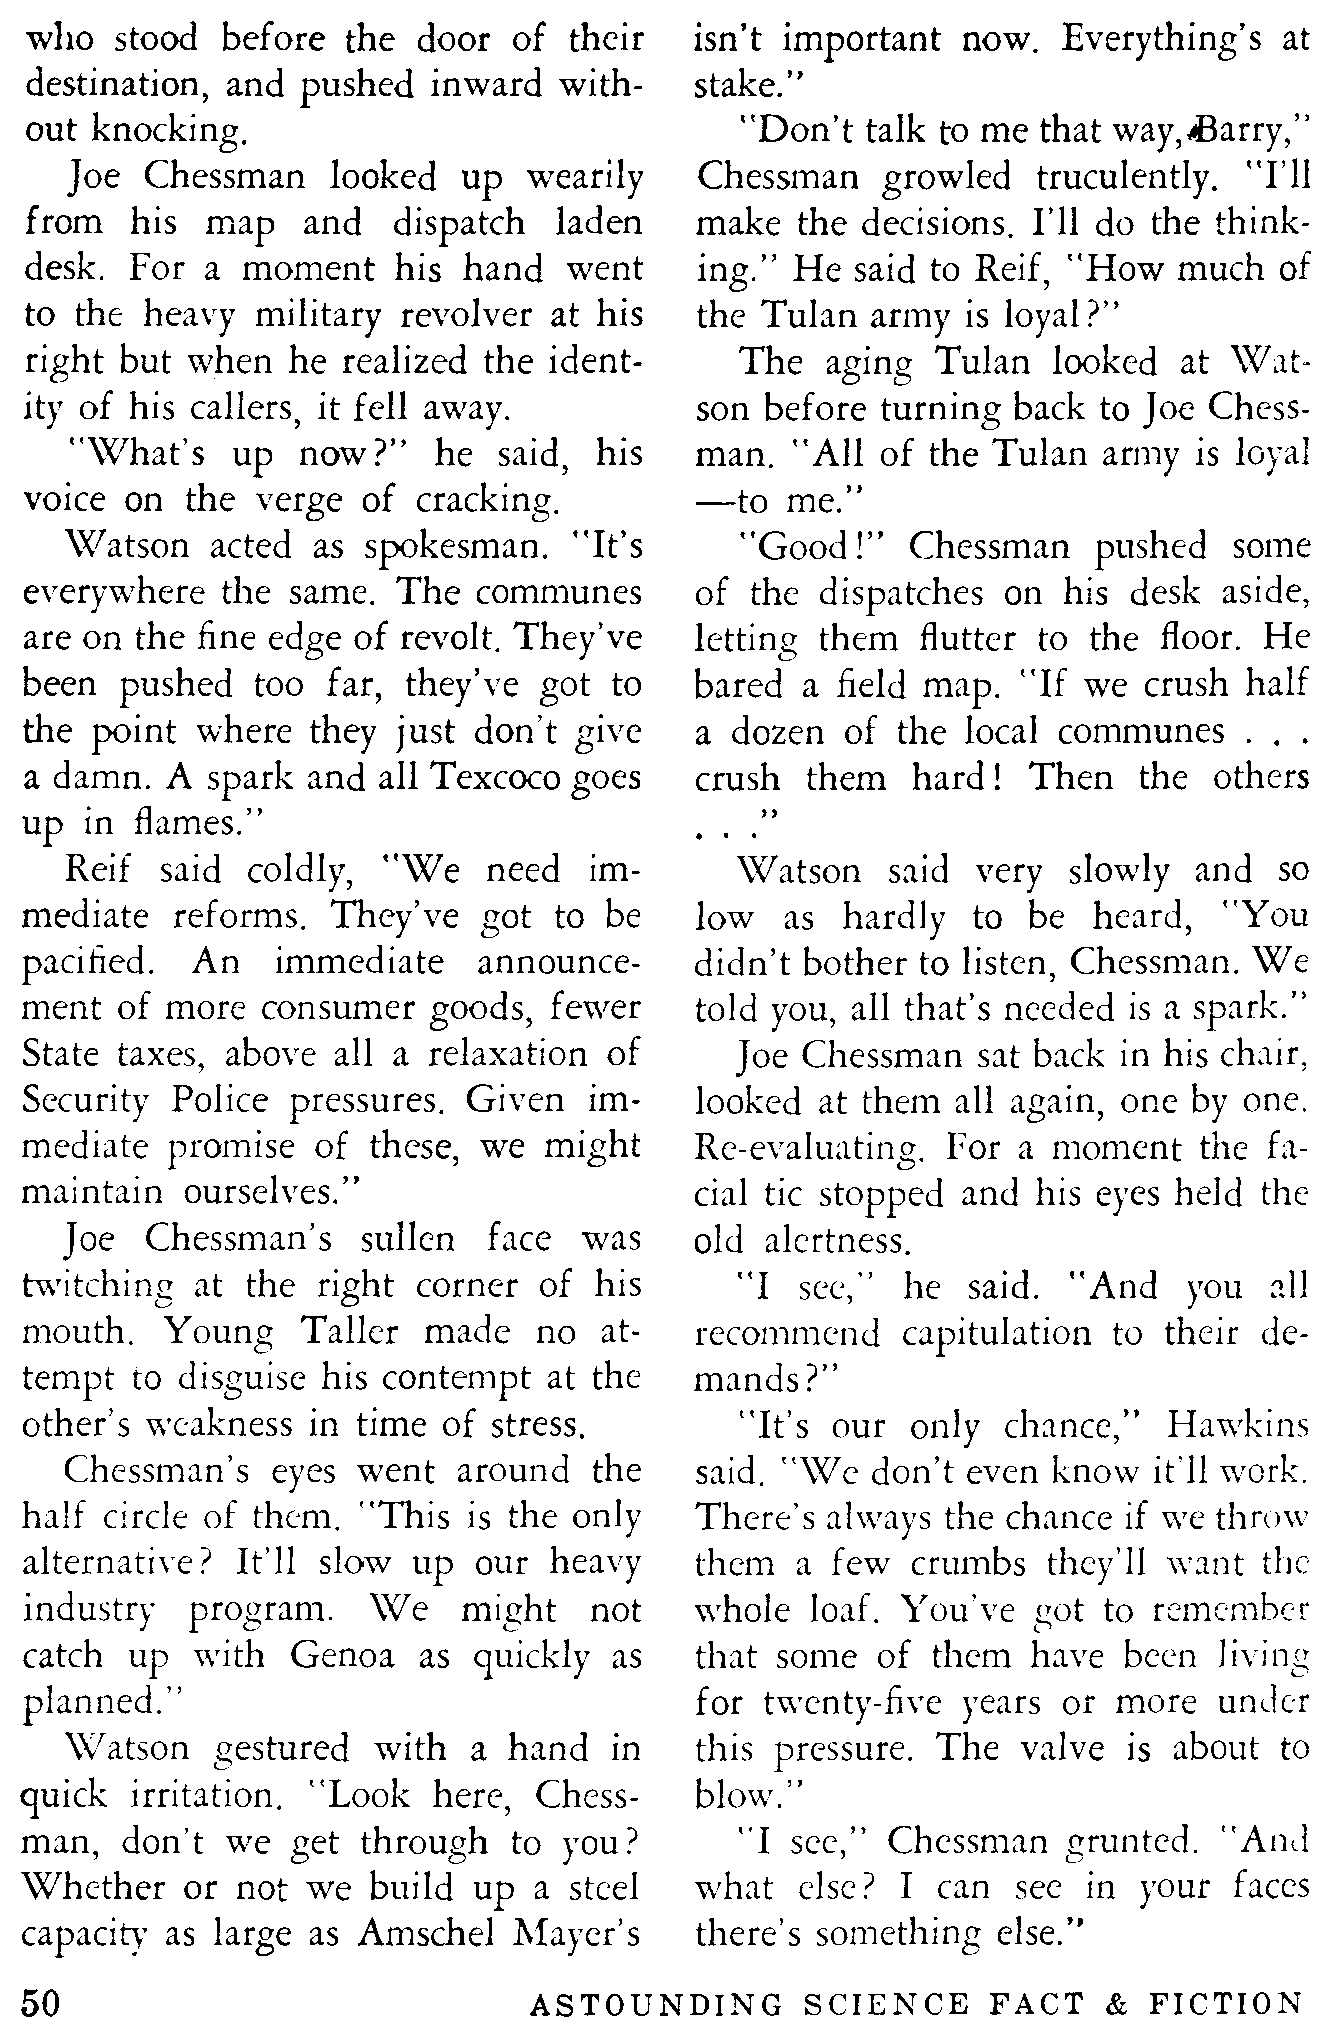 who stood before the door of their
destination, and pushed inward with-
out knocking.
Joe Chessman looked up wearily
from his map and dispatch laden
desk. For a moment his hand went
to the heavy military revolver at his
right but when he realized the ident-
ity of his callers, it fell away.
"What's up now?" he said, his
voice on the verge of cracking.
Watson acted as spokesman. "It's
everywhere the same. The communes
are on the fine edge of revolt. They've
been pushed too far, they've got to
the point where they just don't give
a damn. A spark and all Texcoco goes
up in flames."
Reif said coldly, "We need im-
mediate reforms. They've got to be
pacified. An immediate announce-
ment of more consumer goods, fewer
State taxes, above all a relaxation of
Security Police pressures. Given im-
mediate promise of these, we might
maintain ourselves."
Joe Chessman's sullen face was
twitching at the right corner of his
mouth. Young Taller made no at-
tempt to disguise his contempt at the
other's weakness in time of stress.
Chessman's eyes went around the
half circle of them. "This is the only
alternative? It'll slow up our heavy
industry program. We might not
catch up with Genoa as quickly as
planned."
Watson gestured with a hand in
quick irritation. "Look here, Chess-
man, don't we get through to you?
Whether or not we build up a steel
capacity as large as Amschel Mayer's
isn't important now. Everything's at
stake."
"Don't talk to me that way, Barry,"
Chessman growled truculently. "I'll
make the decisions. I'll do the think-
ing." He said to Reif, "How much of
the Tulan army is loyal?"
The aging Tulan looked at Wat-
son before turning back to Joe Chess-
man. "All of the Tulan army is loyal
—to me."
"Good!" Chessman pushed some
of the dispatches on his desk aside,
letting them flutter to the floor. He
bared a field map. "If we crush half
a dozen of the local communes . . .
crush them hard! Then the others
. . ."
Watson said very slowly and so
low as hardly to be heard, "You
didn't bother to listen, Chessman. We
told you, all that's needed is a spark."
Joe Chessman sat back in his chair,
looked at them all again, one by one.
Re-evaluating. For a moment the fa-
cial tic stopped and his eyes held the
old alertness.
"I see," he said. "And you all
recommend capitulation to their de-
mands?"
"It's our only chance," Hawkins
said. "We don't even know it'll work.
There's always the chance if we throw
them a few crumbs they'll want the
whole loaf. You've got to remember
that some of them have been living
for twenty-five years or more under
this pressure. The valve is about to
blow."
"I see," Chessman grunted. "And
what else? I can see in your faces
there's something else."
50 ASTOUNDING SCIENCE FACT & FICTION